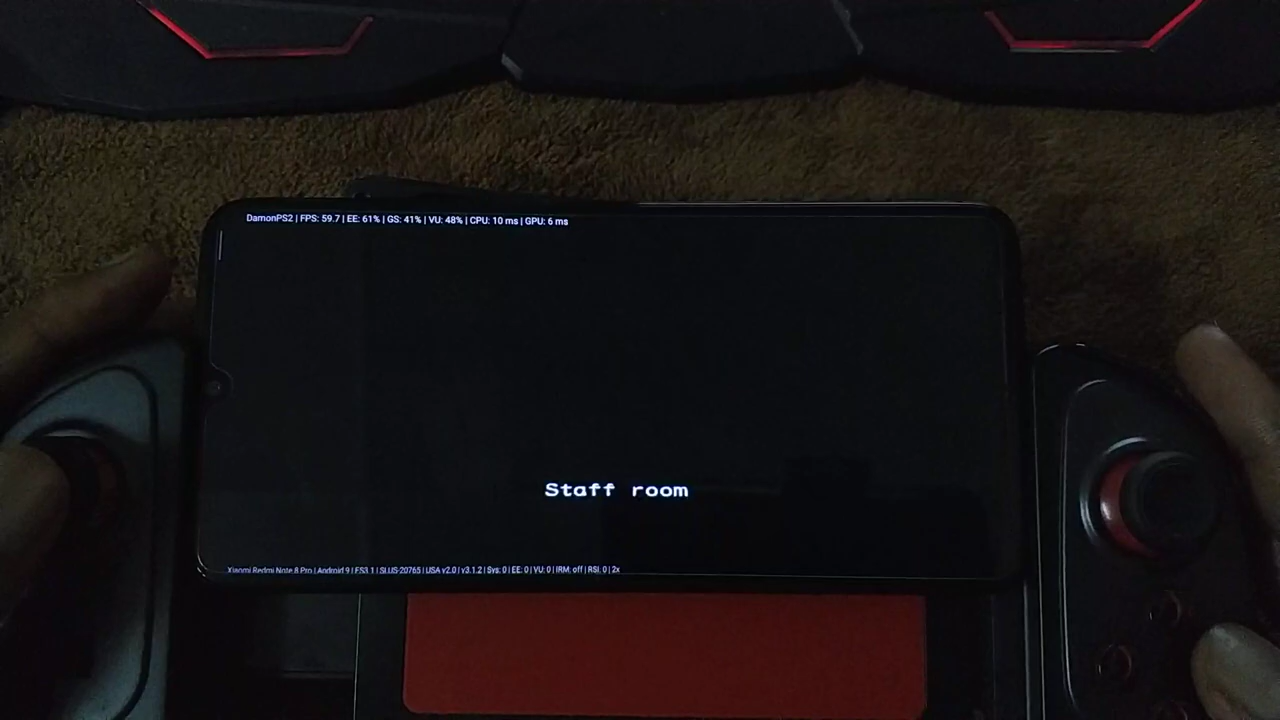 DamonPS2 | FPS: 59.7 | EE: 61% | GS: 41% | VU: 48% | CPU: 10 ms | GPU: 6 ms
Staff room
Xiaomi Redmi Note 8 Pro | Android 9 | ES3.1 | SLUS-20765 | USA v2.0 | v3.1.2 | Sys: 0 | EE: 0 | VU: 0 | IRM: off | RSI: 0 | 2x